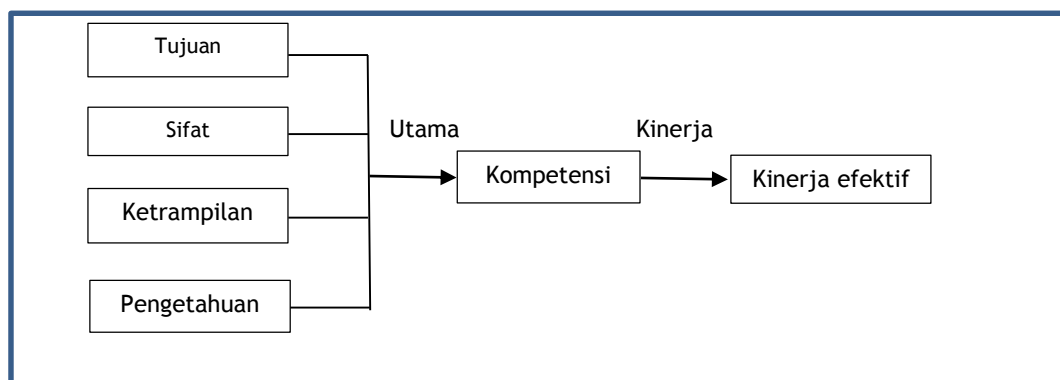 Tujuan
Sifat
Ketrampilan
Pengetahuan
Utama
Kompetensi
Kinerja
Kinerja efektif